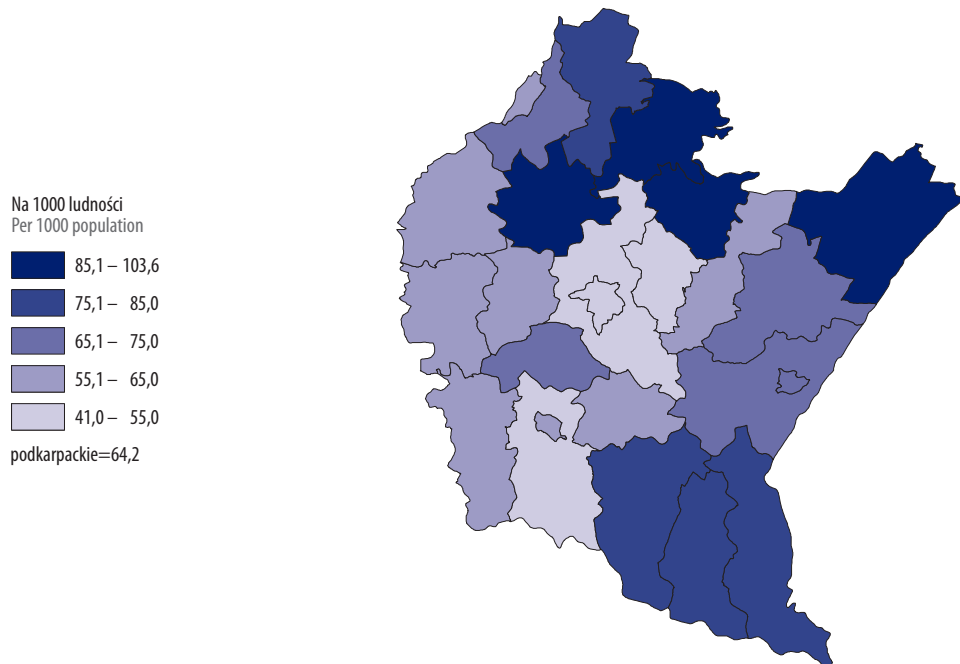 Na 1000 ludności
Per 1000 population
85,1 – 103,6
75,1 – 85,0
65,1 – 75,0
55,1 – 65,0
41,0 – 55,0
podkarpackie=64,2